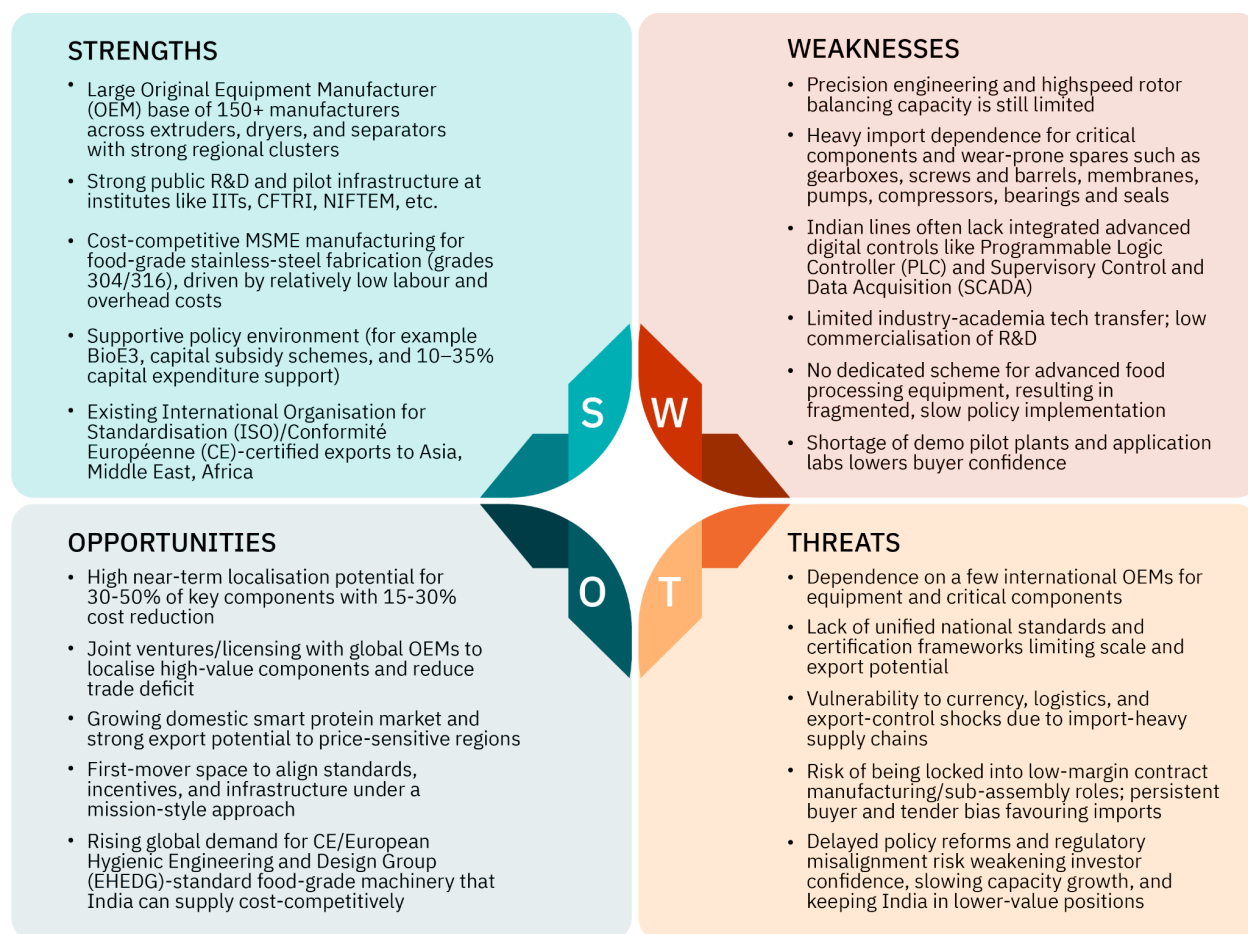 STRENGTHS
• Large Original Equipment Manufacturer
(OEM) base of 150+ manufacturers
across extruders, dryers, and separators
with strong regional clusters
• Strong public R&D and pilot infrastructure at
institutes like IITs, CFTRI, NIFTEM, etc.
• Cost-competitive MSME manufacturing for
food-grade stainless-steel fabrication (grades
304/316), driven by relatively low labour and
overhead costs
• Supportive policy environment (for example
BioE3, capital subsidy schemes, and 10–35%
capital expenditure support)
• Existing International Organisation for
Standardisation (ISO)/Conformité
Européenne (CE)-certified exports to Asia,
Middle East, Africa
WEAKNESSES
• Precision engineering and highspeed rotor
balancing capacity is still limited
• Heavy import dependence for critical
components and wear-prone spares such as
gearboxes, screws and barrels, membranes,
pumps, compressors, bearings and seals
• Indian lines often lack integrated advanced
digital controls like Programmable Logic
Controller (PLC) and Supervisory Control and
Data Acquisition (SCADA)
• Limited industry-academia tech transfer; low
commercialisation of R&D
• No dedicated scheme for advanced food
processing equipment, resulting in
fragmented, slow policy implementation
• Shortage of demo pilot plants and application
labs lowers buyer confidence
S W
O T
OPPORTUNITIES
• High near-term localisation potential for
30-50% of key components with 15-30%
cost reduction
• Joint ventures/licensing with global OEMs to
localise high-value components and reduce
trade deficit
• Growing domestic smart protein market and
strong export potential to price-sensitive regions
• First-mover space to align standards,
incentives, and infrastructure under a
mission-style approach
• Rising global demand for CE/European
Hygienic Engineering and Design Group
(EHEDG)-standard food-grade machinery that
India can supply cost-competitively
THREATS
• Dependence on a few international OEMs for
equipment and critical components
• Lack of unified national standards and
certification frameworks limiting scale and
export potential
• Vulnerability to currency, logistics, and
export-control shocks due to import-heavy
supply chains
• Risk of being locked into low-margin contract
manufacturing/sub-assembly roles; persistent
buyer and tender bias favouring imports
• Delayed policy reforms and regulatory
misalignment risk weakening investor
confidence, slowing capacity growth, and
keeping India in lower-value positions